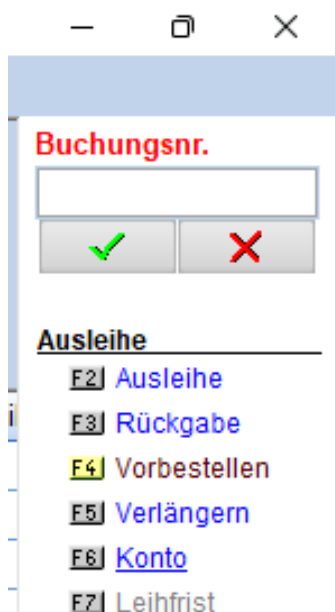 Buchungsnr.
Ausleihe
F2 Ausleihe
F3 Rückgabe
F4 Vorbestellen
F5 Verlängern
F6 Konto
F7 Leihfrist